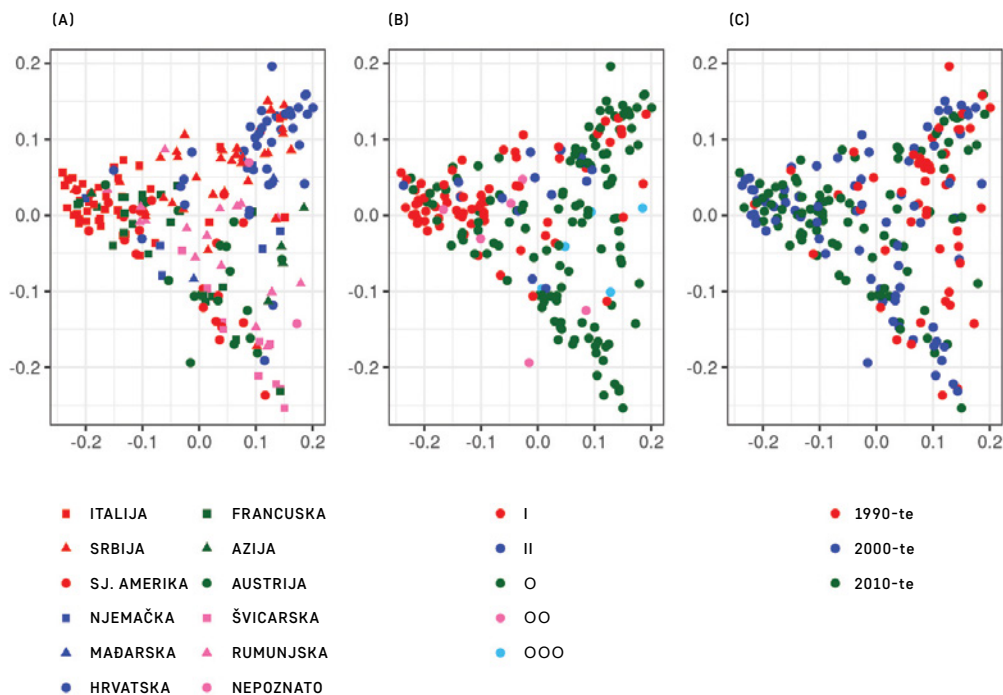 (A) (B) (C)
0.2 0.2 0.2
0.1 0.1 0.1
0.0 0.0 0.0
-0.1 -0.1 -0.1
-0.2 -0.2 -0.2
-0.2 -0.1 0.0 0.1 0.2 -0.2 -0.1 0.0 0.1 0.2 -0.2 -0.1 0.0 0.1 0.2
ITALIJA FRANCUSKA I 1990-te
SRBIJA AZIJA II 2000-te
SJ. AMERIKA AUSTRIJA O 2010-te
NJEMAČKA ŠVICARSKA OO
MAĐARSKA RUMUNJSKA OOO
HRVATSKA NEPOZNATO